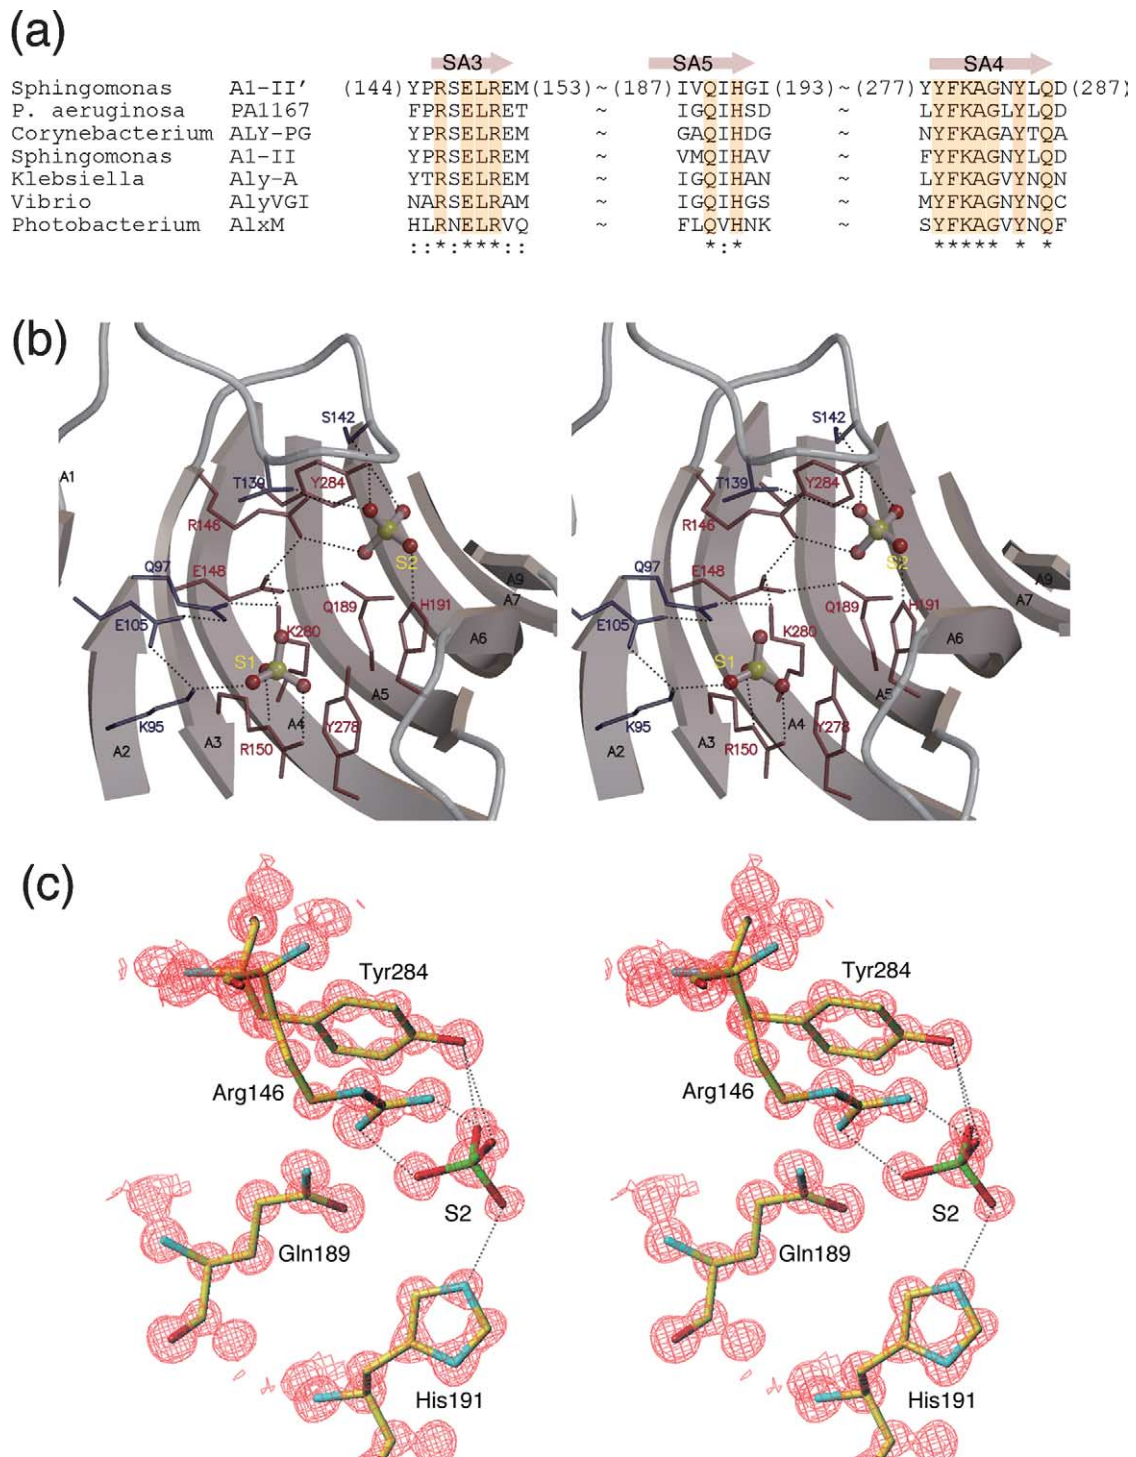 (a)
SA3 SA5 SA4
Sphingomonas A1-II' (144)YPRSELREM(153)~(187)IVQIHGI(193)~(277)YYFKAGNYLQD(287)
P. aeruginosa PA1167 FPRSELRET ~ IGQIHSD ~ LYFKAGLYLQD
Corynebacterium ALY-PG YPRSELREM ~ GAQIHDG ~ NYFKAGAYTQA
Sphingomonas A1-II YPRSELREM ~ VMQIHAV ~ FYFKAGNYLQD
Klebsiella Aly-A YTRSELREM ~ IGQIHAN ~ LYFKAGVYNQN
Vibrio AlyVGI NARSELRAM ~ IGQIHGS ~ MYFKAGNYNQC
Photobacterium AlxM HLRNELRVQ ~ FLQVHNK ~ SYFKAGVYNQF
::*:***:: *:* ***** * *
(b)
S142 S142
A1 T139 Y284 T139 Y284
R146 R146
S2 S2
Q97 E148 A9 Q97 E148 A9
A7 A7
E105 Q189 H191 E105 Q189 H191
K280 A6 K280 A6
S1 S1
A5 A5
K95 A4 Y278 K95 A4 Y278
A2 A3 R150 A2 A3 R150
(c)
Tyr284 Tyr284
Arg146 Arg146
S2 S2
Gln189 Gln189
His191 His191